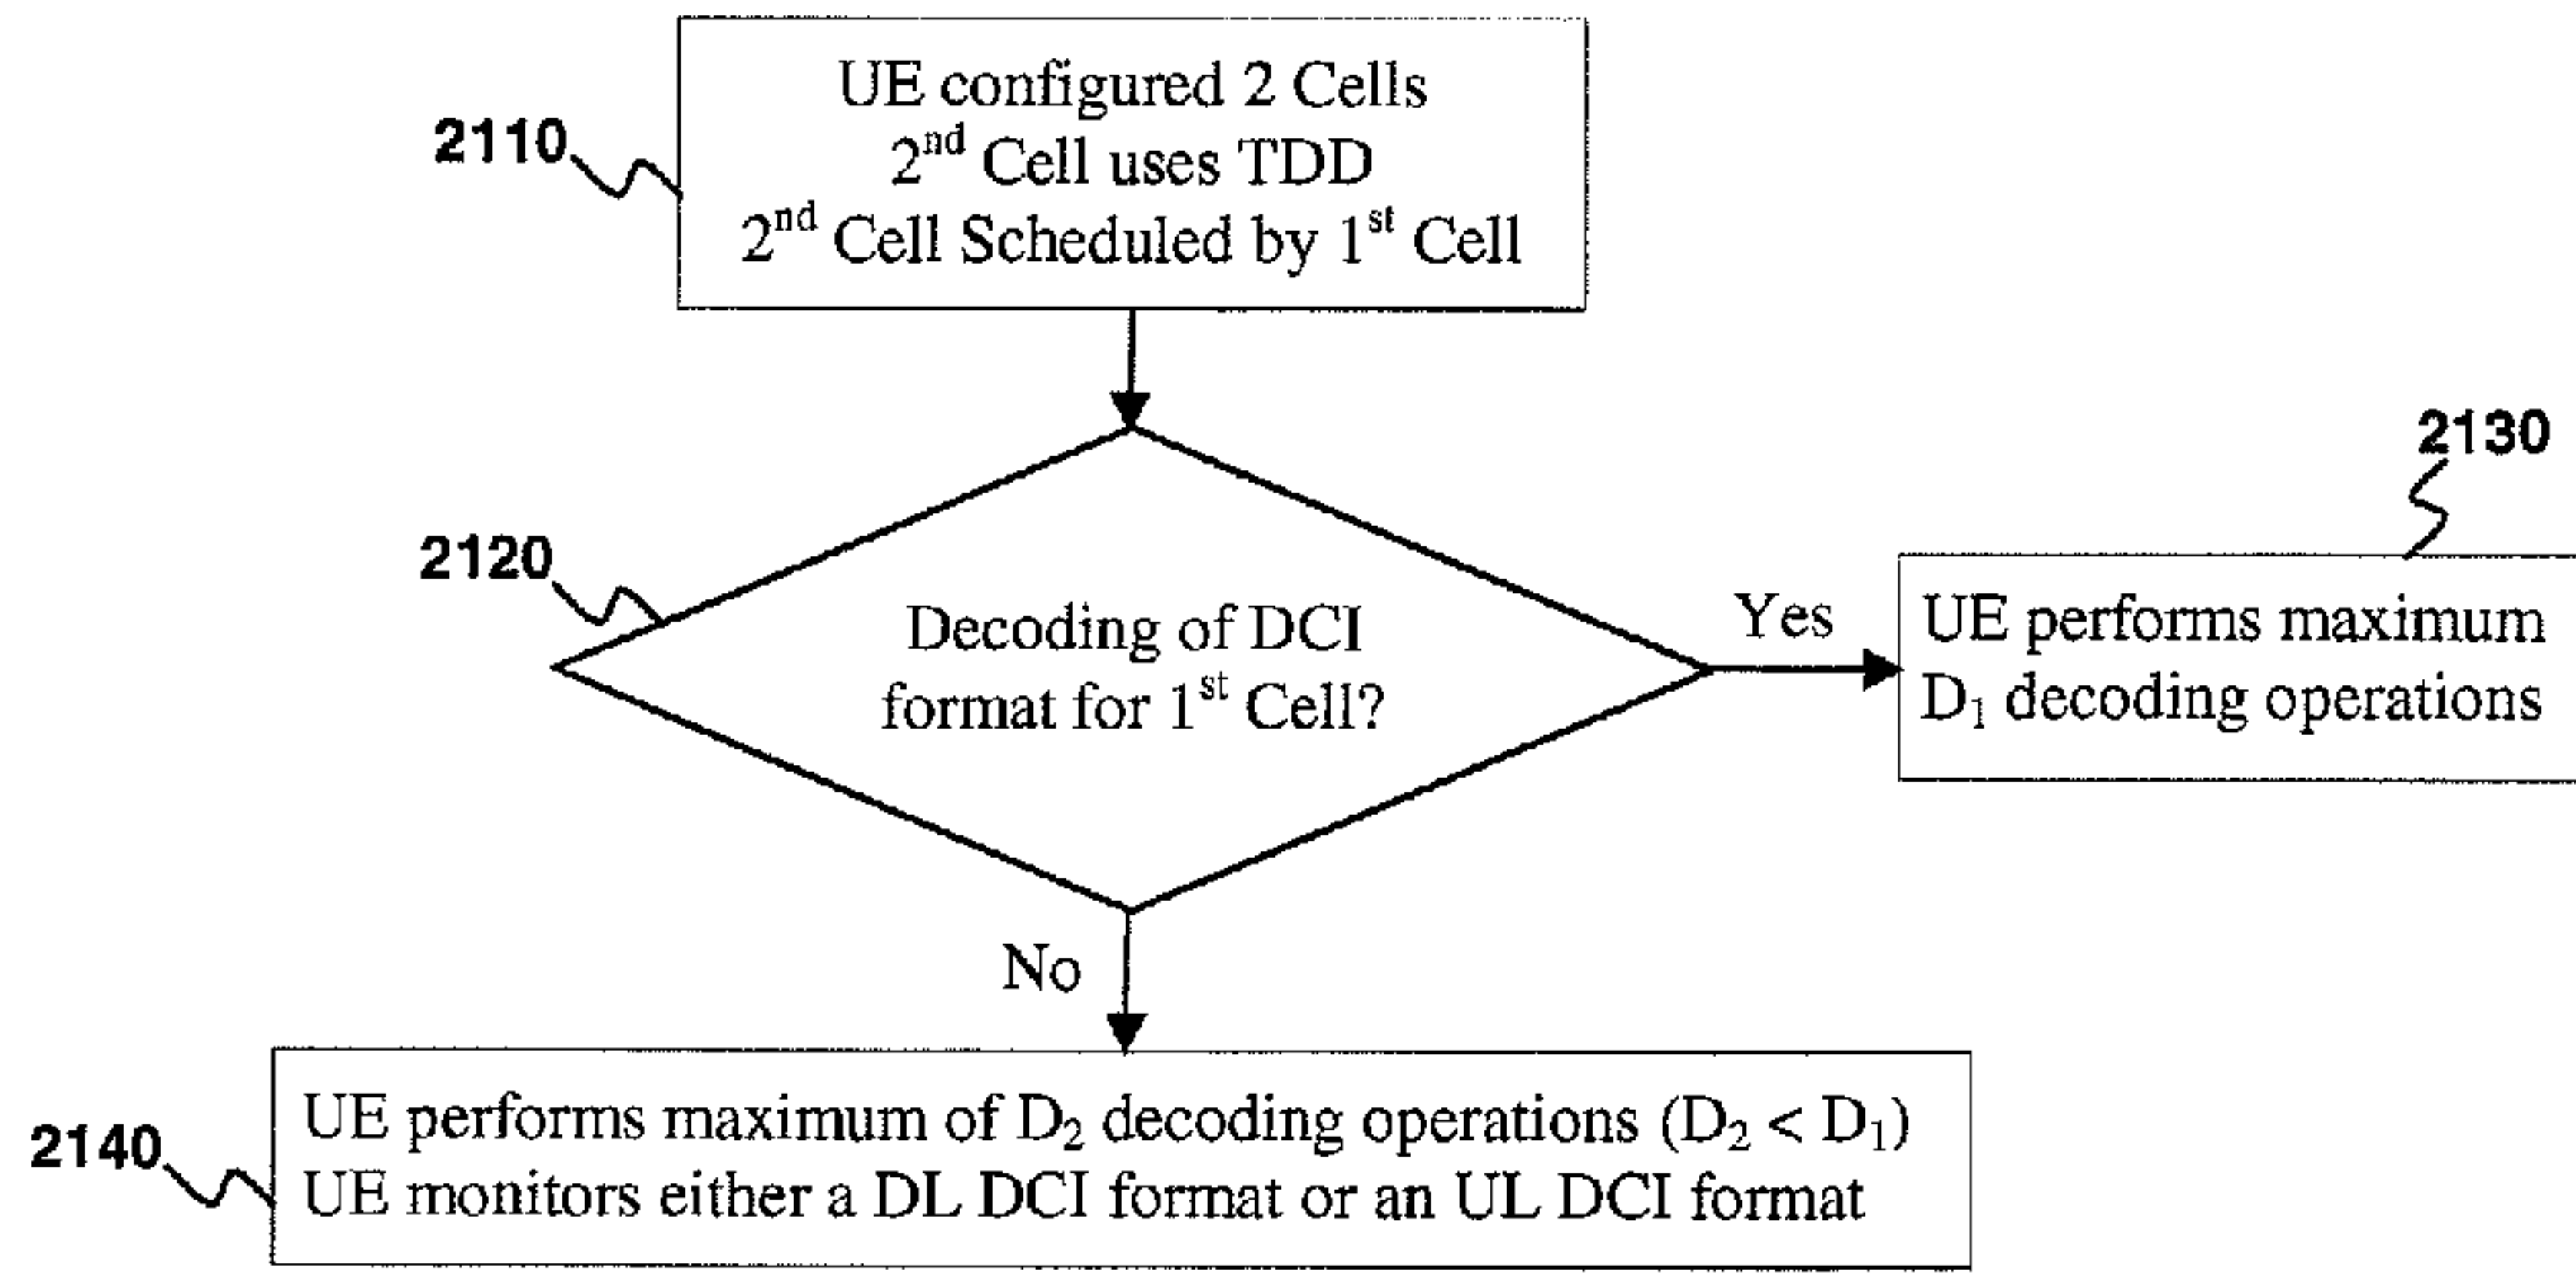 UE configured 2 Cells
2nd Cell uses TDD
2nd Cell Scheduled by 1st Cell
2110
2120
Decoding of DCI
format for 1st Cell?
Yes
2130
UE performs maximum
D1 decoding operations
No
2140
UE performs maximum of D2 decoding operations (D2 < D1)
UE monitors either a DL DCI format or an UL DCI format